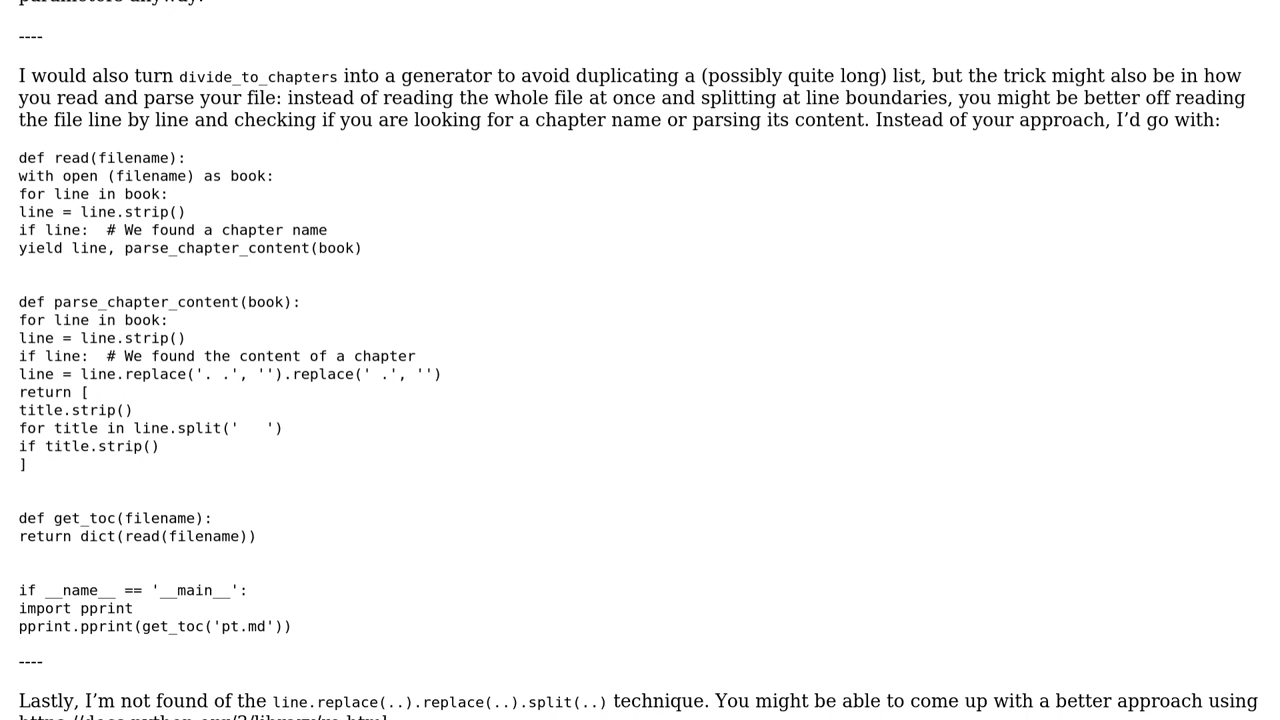 parameters anyway.
----
I would also turn divide_to_chapters into a generator to avoid duplicating a (possibly quite long) list, but the trick might also be in how
you read and parse your file: instead of reading the whole file at once and splitting at line boundaries, you might be better off reading
the file line by line and checking if you are looking for a chapter name or parsing its content. Instead of your approach, I’d go with:
def read(filename):
with open (filename) as book:
for line in book:
line = line.strip()
if line:  # We found a chapter name
yield line, parse_chapter_content(book)
def parse_chapter_content(book):
for line in book:
line = line.strip()
if line:  # We found the content of a chapter
line = line.replace('. .', '').replace(' .', '')
return [
title.strip()
for title in line.split('   ')
if title.strip()
]
def get_toc(filename):
return dict(read(filename))
if __name__ == '__main__':
import pprint
pprint.pprint(get_toc('pt.md'))
----
Lastly, I’m not found of the line.replace(..).replace(..).split(..) technique. You might be able to come up with a better approach using